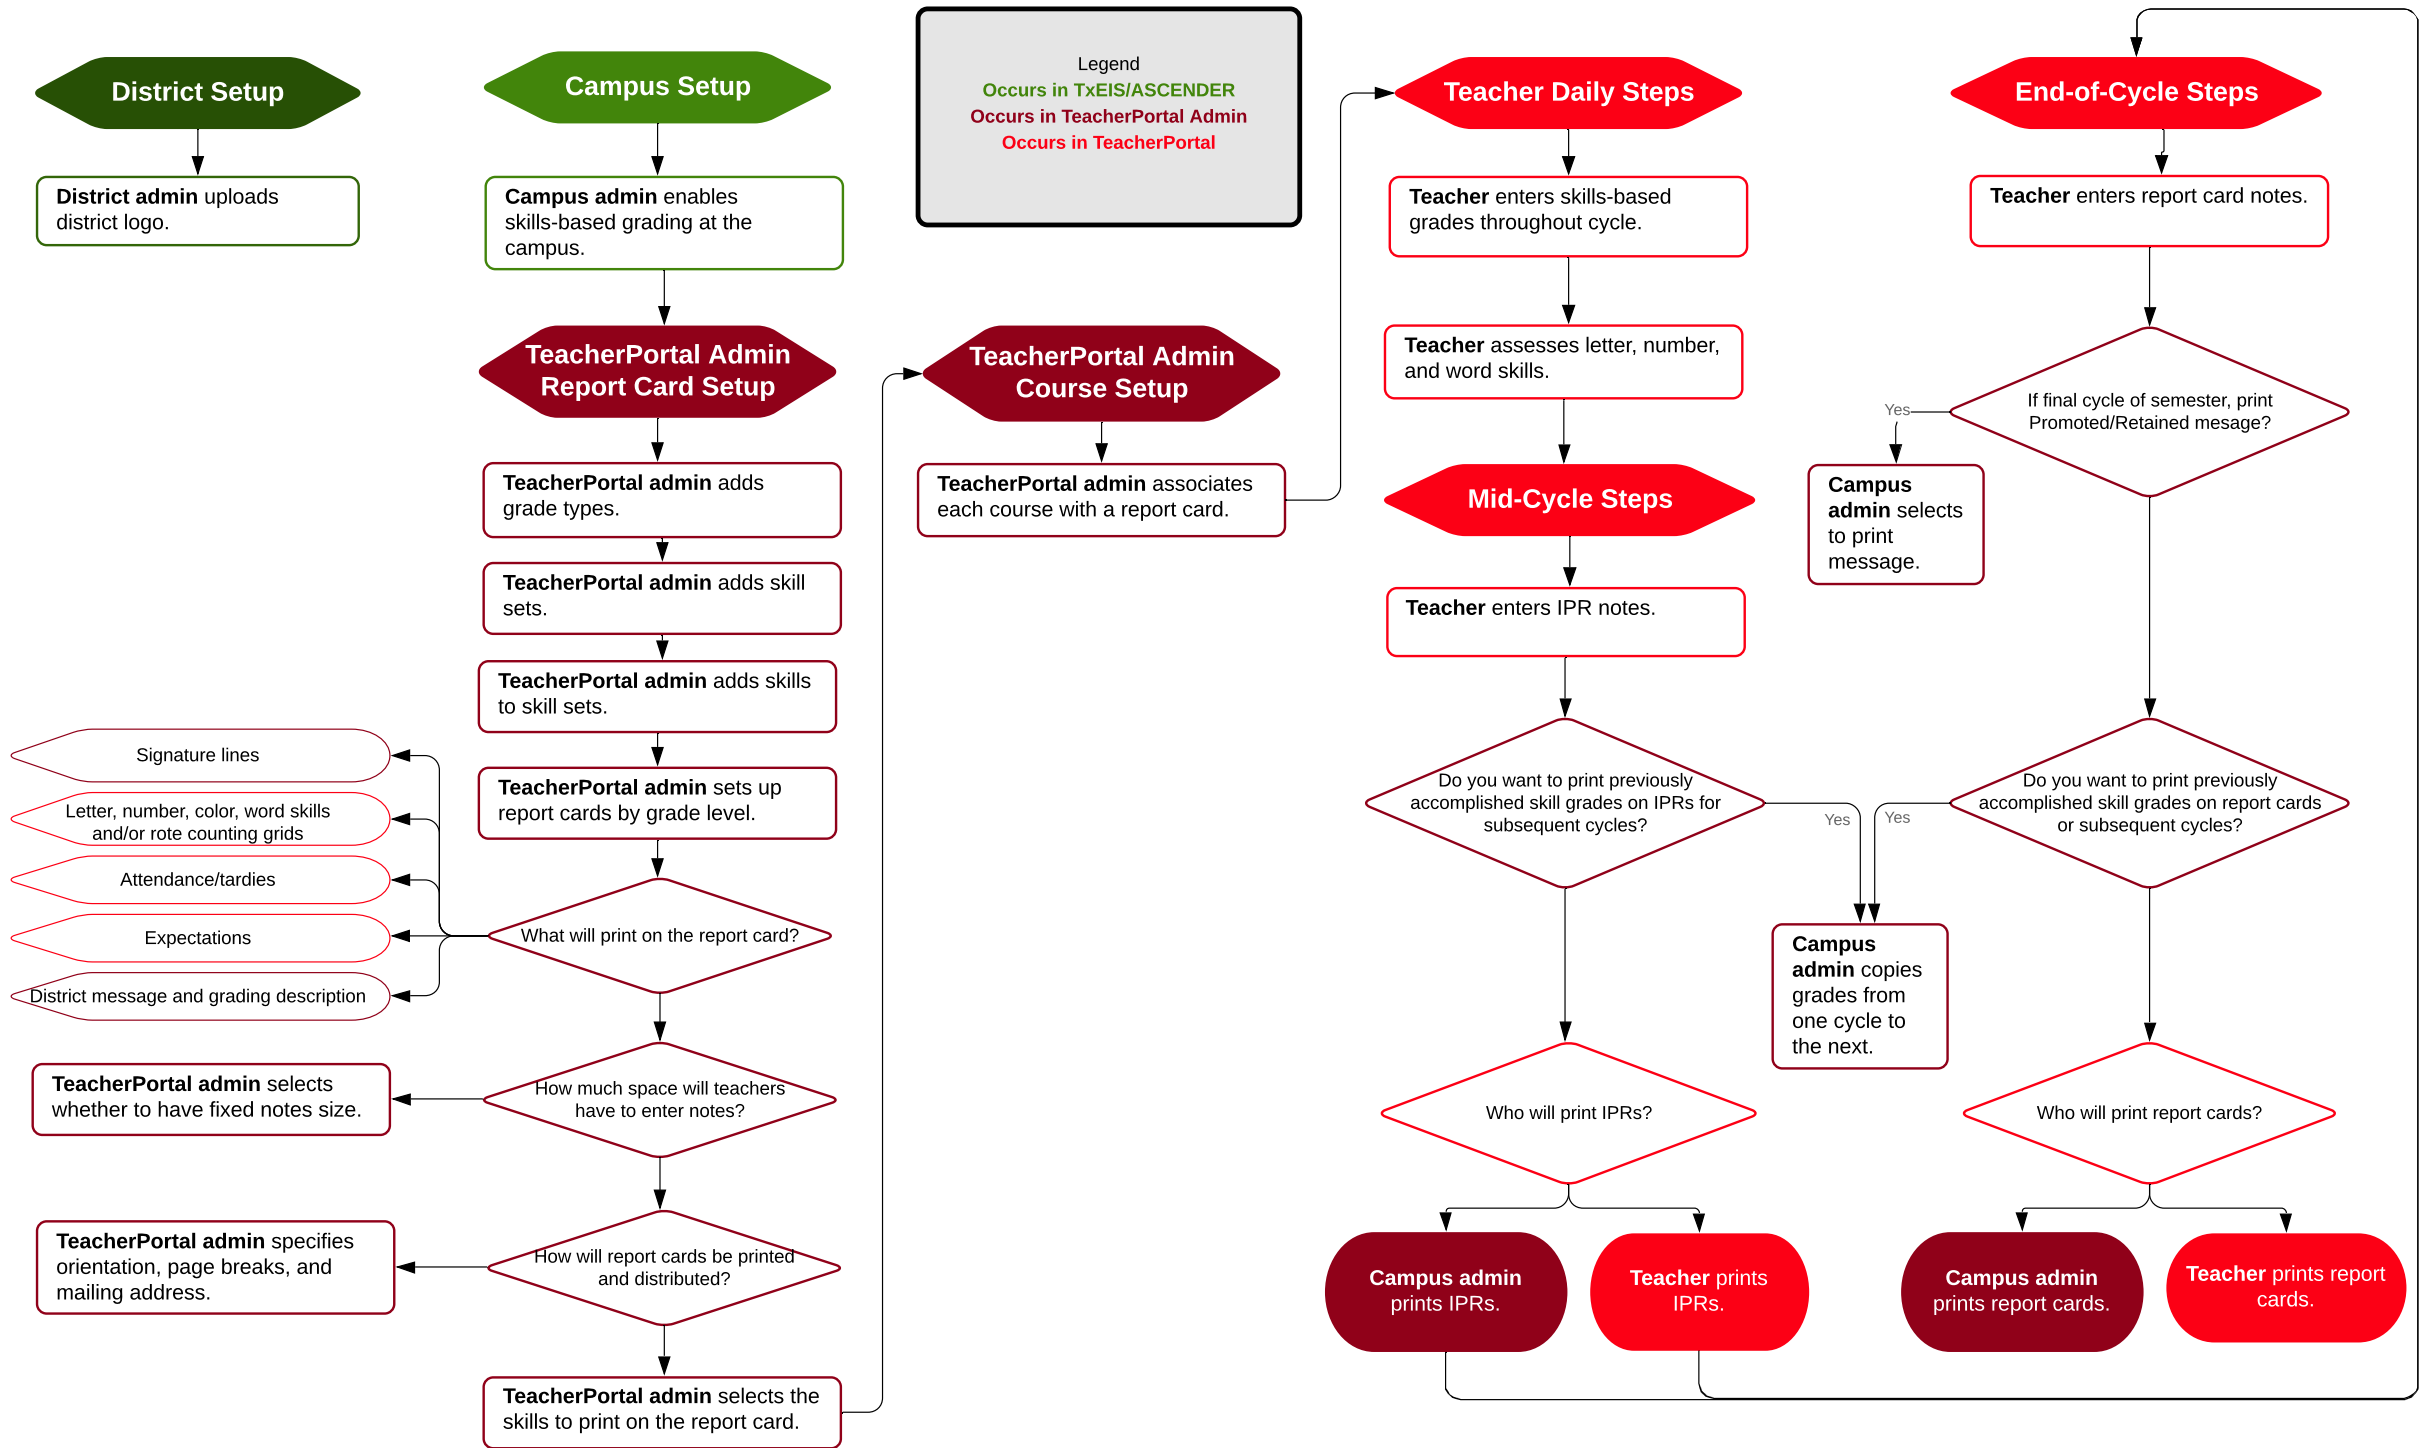 District Setup
District admin uploads
district logo.
Campus Setup
Campus admin enables
skills-based grading at the
campus.
TeacherPortal Admin
Report Card Setup
TeacherPortal admin adds
grade types.
TeacherPortal admin adds skill
sets.
TeacherPortal admin adds skills
to skill sets.
TeacherPortal admin sets up
report cards by grade level.
What will print on the report card?
Signature lines
Letter, number, color, word skills
and/or rote counting grids
Attendance/tardies
Expectations
District message and grading description
How much space will teachers
have to enter notes?
TeacherPortal admin selects
whether to have fixed notes size.
How will report cards be printed
and distributed?
TeacherPortal admin specifies
orientation, page breaks, and
mailing address.
TeacherPortal admin selects the
skills to print on the report card.
Legend
Occurs in TxEIS/ASCENDER
Occurs in TeacherPortal Admin
Occurs in TeacherPortal
TeacherPortal Admin
Course Setup
TeacherPortal admin associates
each course with a report card.
Teacher Daily Steps
Teacher enters skills-based
grades throughout cycle.
Teacher assesses letter, number,
and word skills.
Mid-Cycle Steps
Teacher enters IPR notes.
Do you want to print previously
accomplished skill grades on IPRs for
subsequent cycles?
Yes
Who will print IPRs?
Campus admin
prints IPRs.
Teacher prints
IPRs.
End-of-Cycle Steps
Teacher enters report card notes.
If final cycle of semester, print
Promoted/Retained mesage?
Yes
Campus
admin selects
to print
message.
Do you want to print previously
accomplished skill grades on report cards
or subsequent cycles?
Yes
Campus
admin copies
grades from
one cycle to
the next.
Who will print report cards?
Campus admin
prints report cards.
Teacher prints report
cards.